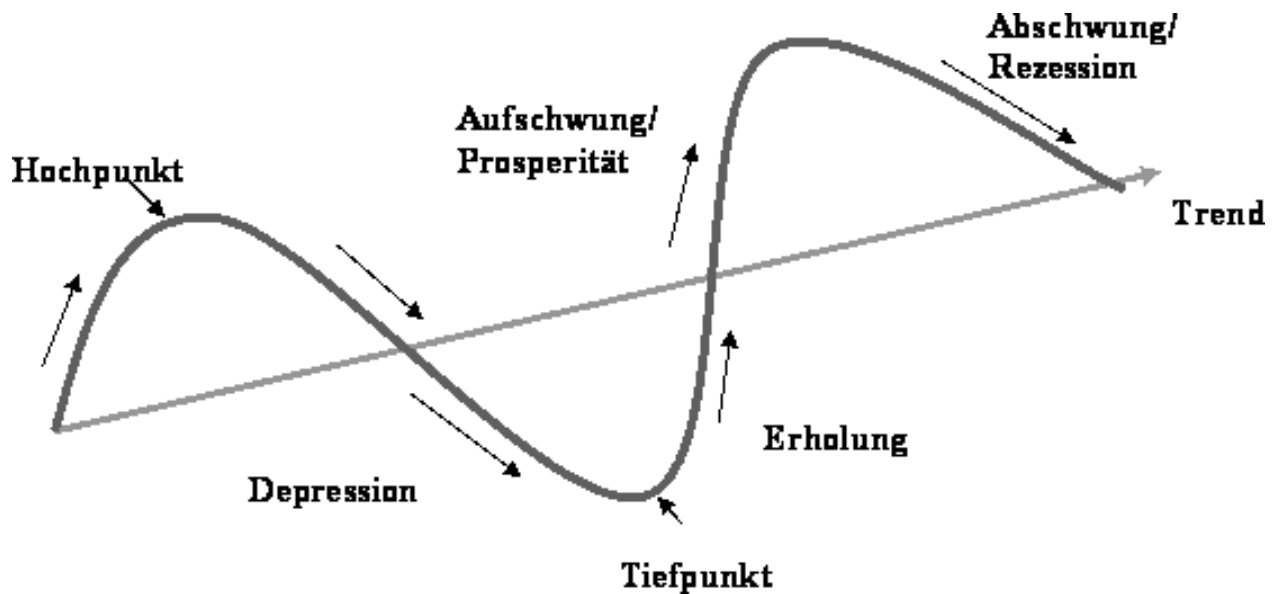 Abschwung/
Rezession
Aufschwung/
Prosperität
Hochpunkt
Trend
Erholung
Depression
Tiefpunkt